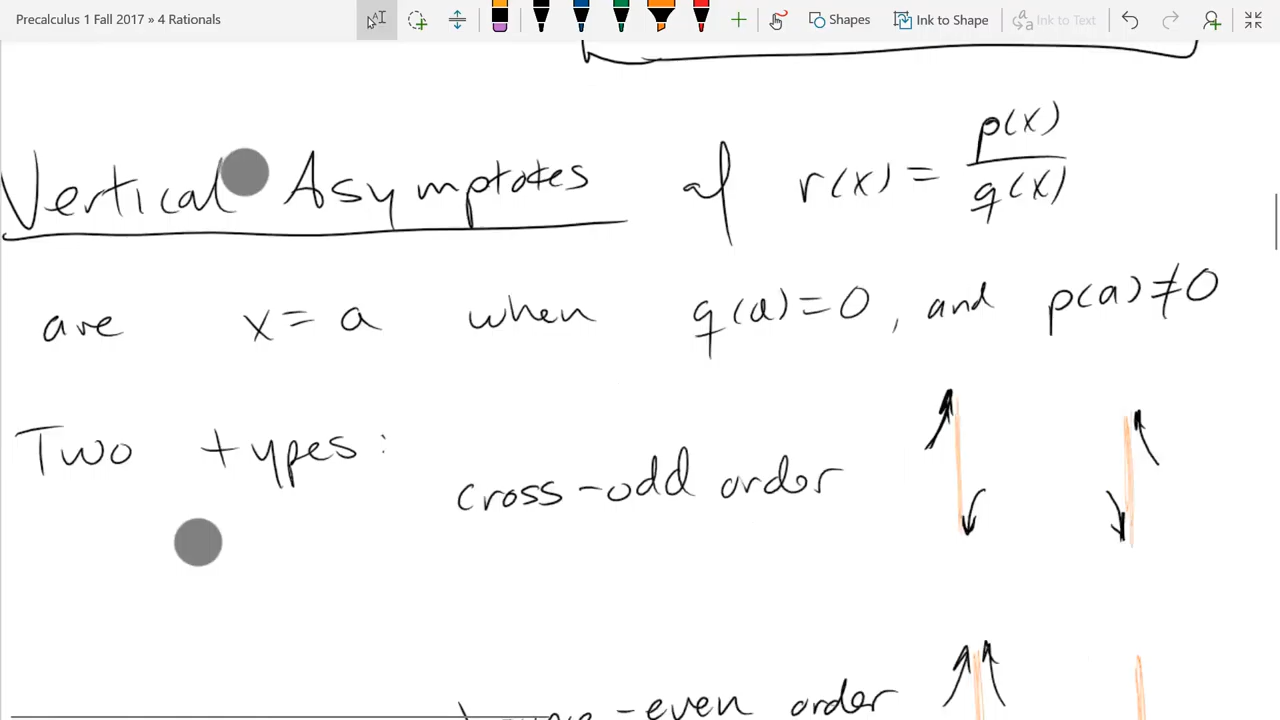 Precalculus 1 Fall 2017 » 4 Rationals
Shapes
Ink to Shape
Ink to Text
Vertical Asymptotes of r(x) = p(x)/q(x)
are x = a when q(a) = 0, and p(a) ≠ 0
Two types:
cross-odd order
-even order